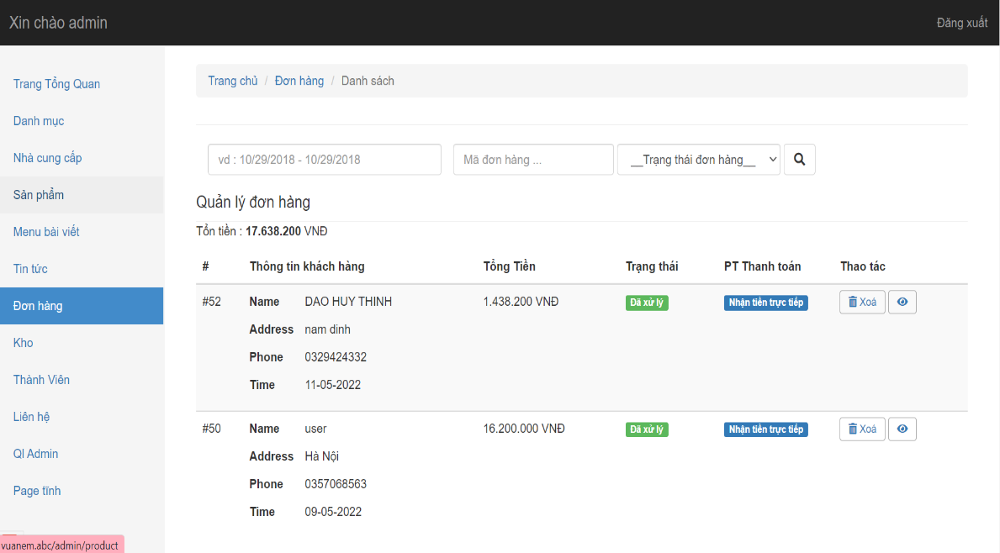 Xin chào admin
Đăng xuất
Trang Tổng Quan
Danh mục
Nhà cung cấp
Sản phẩm
Menu bài viết
Tin tức
Đơn hàng
Kho
Thành Viên
Liên hệ
Ql Admin
Page tĩnh
vuanem.abc/admin/product
Trang chủ / Đơn hàng / Danh sách
vd : 10/29/2018 - 10/29/2018
Mã đơn hàng ...
__Trạng thái đơn hàng__
Quản lý đơn hàng
Tổn tiền : 17.638.200 VNĐ
# Thông tin khách hàng Tổng Tiền Trạng thái PT Thanh toán Thao tác
#52 Name DAO HUY THINH 1.438.200 VNĐ Đã xử lý Nhận tiền trực tiếp Xoá
Address nam dinh
Phone 0329424332
Time 11-05-2022
#50 Name user 16.200.000 VNĐ Đã xử lý Nhận tiền trực tiếp Xoá
Address Hà Nội
Phone 0357068563
Time 09-05-2022